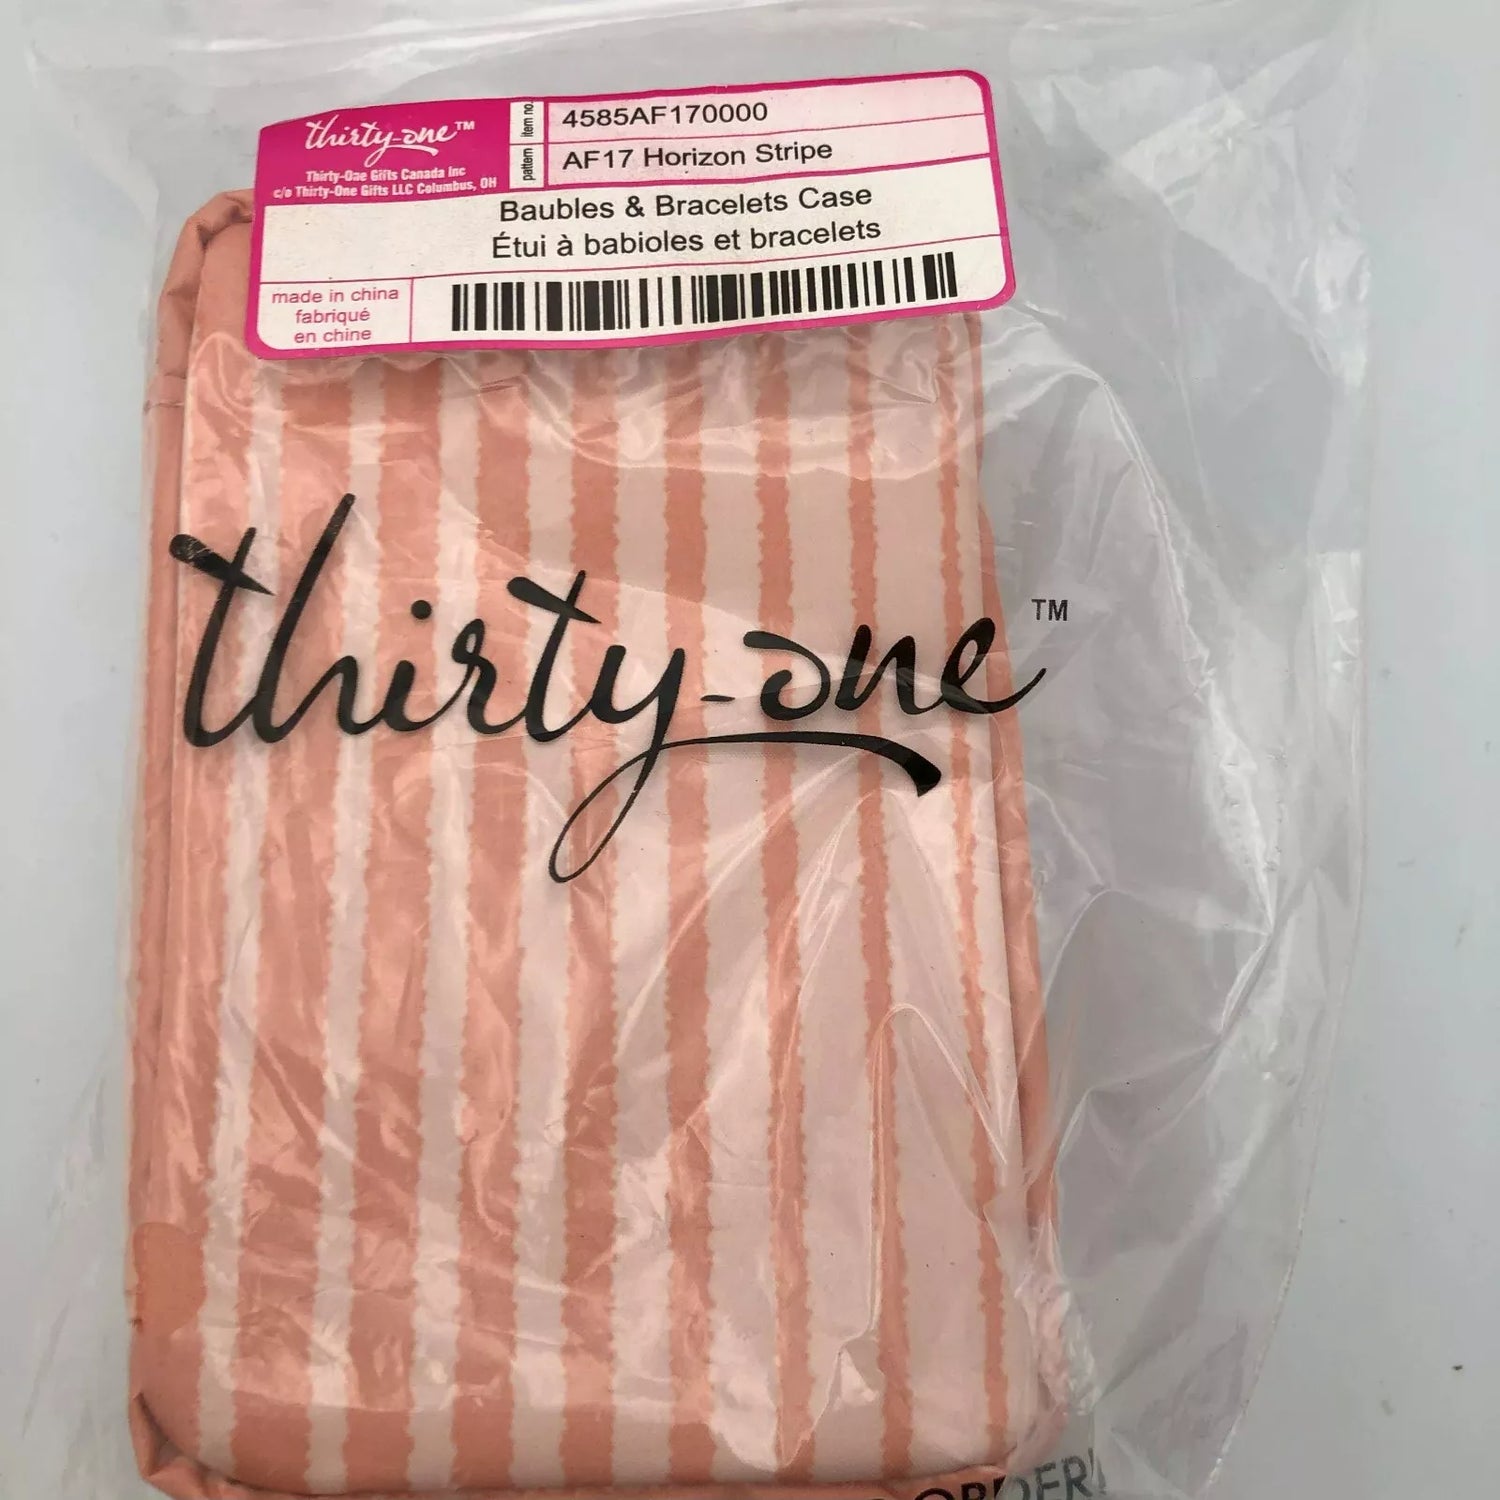 thirty-one™
Thirty-One Gifts Canada Inc
c/o Thirty-One Gifts LLC Columbus, OH
item no.
4585AF170000
pattern
AF17 Horizon Stripe
Baubles & Bracelets Case
Étui à babioles et bracelets
made in china
fabriqué
en chine
thirty-one™